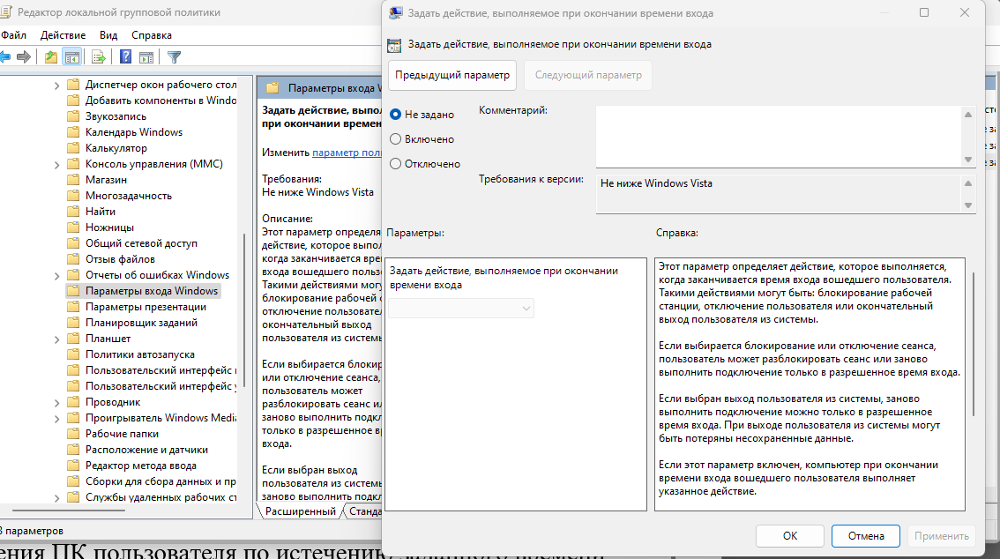 Редактор локальной групповой политики
Файл Действие Вид Справка
Диспетчер окон рабочего стол
Добавить компоненты в Windo
Звукозапись
Календарь Windows
Калькулятор
Консоль управления (MMC)
Магазин
Многозадачность
Найти
Ножницы
Общий сетевой доступ
Отзыв файлов
Отчеты об ошибках Windows
Параметры входа Windows
Параметры презентации
Планировщик заданий
Планшет
Политики автозапуска
Пользовательский интерфейс
Пользовательский интерфейс
Проводник
Проигрыватель Windows Media
Рабочие папки
Расположение и датчики
Редактор метода ввода
Сборки для сбора данных и пр
Службы удаленных рабочих ст
Параметры входа W
Задать действие, выпо
при окончании времен
Изменить параметр пол
Требования:
Не ниже Windows Vista
Описание:
Этот параметр определя
действие, которое выпол
когда заканчивается вре
входа вошедшего пользо
Такими действиями могу
блокирование рабочей с
отключение пользовател
окончательный выход
пользователя из системы
Если выбирается блокир
или отключение сеанса,
пользователь может
разблокировать сеанс ил
заново выполнить подкл
только в разрешенное вр
входа.
Если выбран выход
пользователя из системы
заново выполнить подкл
Расширенный Станда
3 параметров
Задать действие, выполняемое при окончании времени входа
Задать действие, выполняемое при окончании времени входа
Предыдущий параметр Следующий параметр
Не задано
Включено
Отключено
Комментарий:
Требования к версии:
Не ниже Windows Vista
Параметры:
Справка:
Задать действие, выполняемое при окончании
времени входа
Этот параметр определяет действие, которое выполняется,
когда заканчивается время входа вошедшего пользователя.
Такими действиями могут быть: блокирование рабочей
станции, отключение пользователя или окончательный
выход пользователя из системы.
Если выбирается блокирование или отключение сеанса,
пользователь может разблокировать сеанс или заново
выполнить подключение только в разрешенное время входа.
Если выбран выход пользователя из системы, заново
выполнить подключение можно только в разрешенное
время входа. При выходе пользователя из системы могут
быть потеряны несохраненные данные.
Если этот параметр включен, компьютер при окончании
времени входа вошедшего пользователя выполняет
указанное действие.
ОК Отмена Применить
ения ПК пользователя по истечению заданного времени